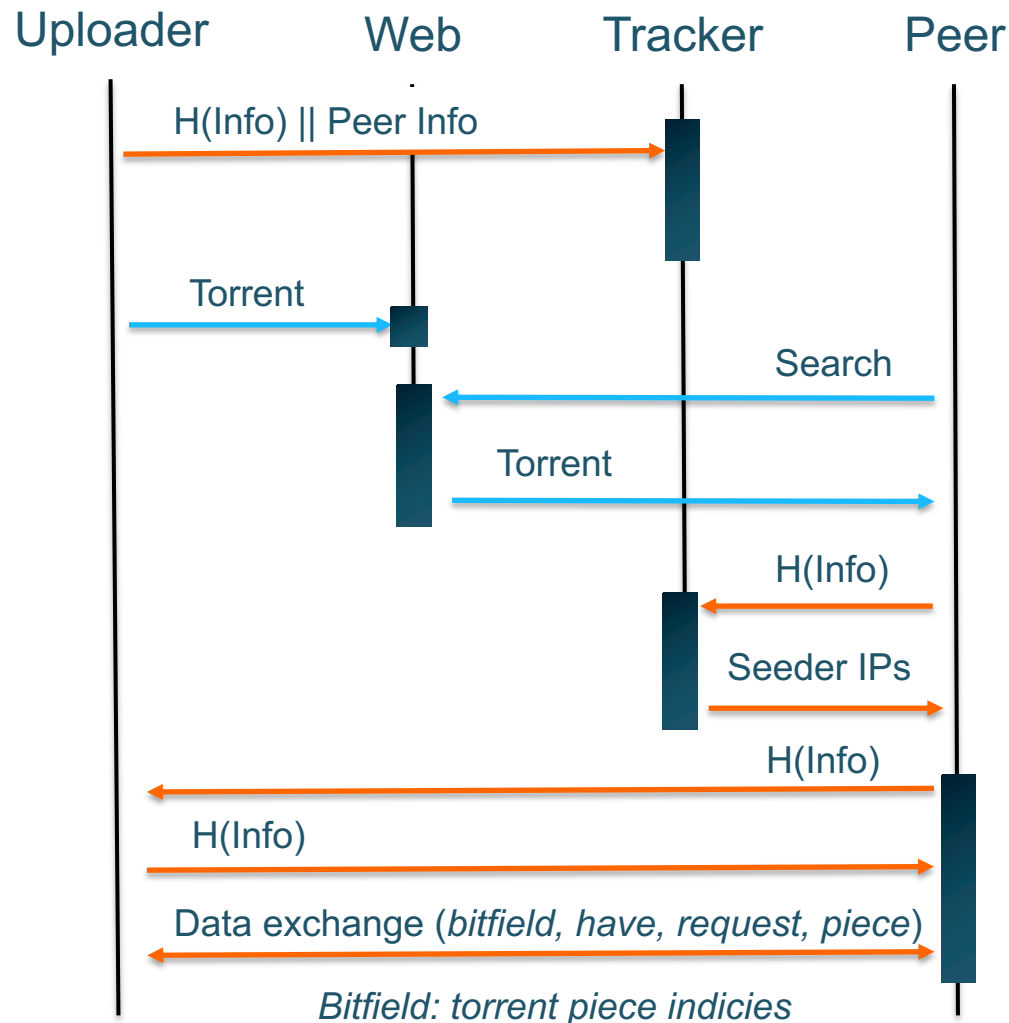 Uploader Web Tracker Peer
H(Info) || Peer Info
Torrent
Search
Torrent
H(Info)
Seeder IPs
H(Info)
H(Info)
Data exchange (bitfield, have, request, piece)
Bitfield: torrent piece indicies